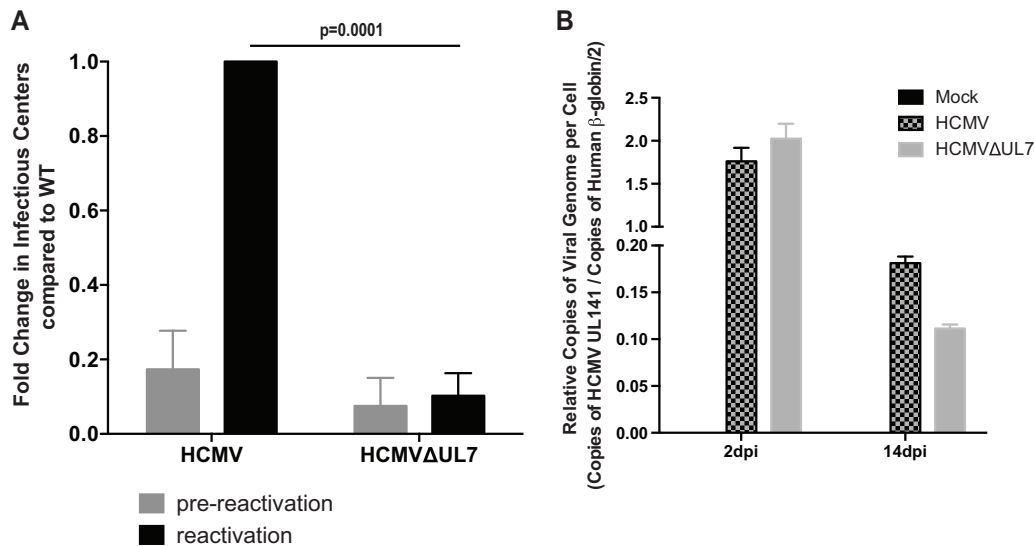 A
p=0.0001
Fold Change in Infectious Centers
compared to WT
1.0
0.8
0.6
0.4
0.2
0.0
HCMV
HCMVΔUL7
pre-reactivation
reactivation
B
Relative Copies of Viral Genome per Cell
(Copies of HCMV UL141 / Copies of Human β-globin/2)
2.5
2.0
1.5
1.0
0.20
0.15
0.10
0.05
0.00
2dpi
14dpi
Mock
HCMV
HCMVΔUL7